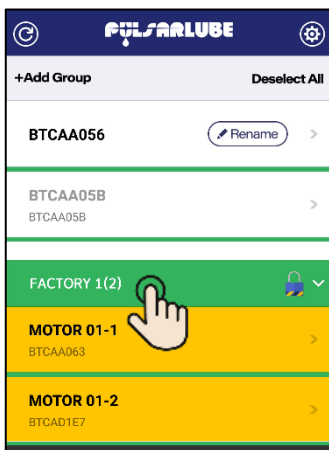 PULSARLUBE
+Add Group Deselect All
BTCAA056 Rename
BTCAA05B
BTCAA05B
FACTORY 1(2)
MOTOR 01-1
BTCAA063
MOTOR 01-2
BTCAD1E7